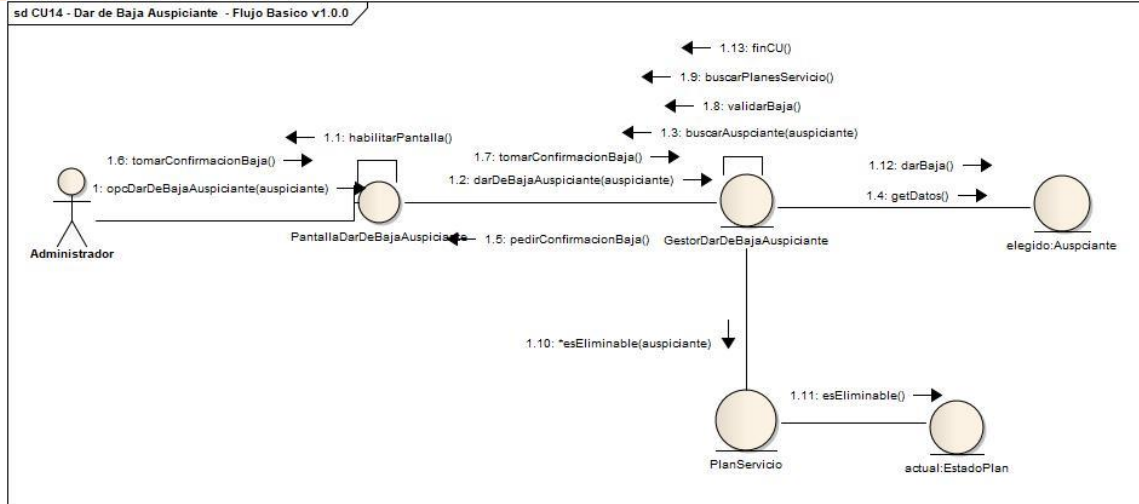 sd CU14 - Dar de Baja Auspiciante - Flujo Basico v1.0.0
1.13: finCU()
1.9: buscarPlanesServicio()
1.8: validarBaja()
1.1: habilitarPantalla()
1.3: buscarAuspciante(auspiciante)
1.6: tomarConfirmacionBaja()
1.7: tomarConfirmacionBaja()
1.12: darBaja()
1: opcDarDeBajaAuspiciante(auspiciante)
1.2: darDeBajaAuspiciante(auspiciante)
1.4: getDatos()
PantallaDarDeBajaAuspiciante
1.5: pedirConfirmacionBaja()
GestorDarDeBajaAuspiciante
elegido:Auspciante
Administrador
1.10: *esEliminable(auspiciante)
1.11: esEliminable()
PlanServicio
actual:EstadoPlan